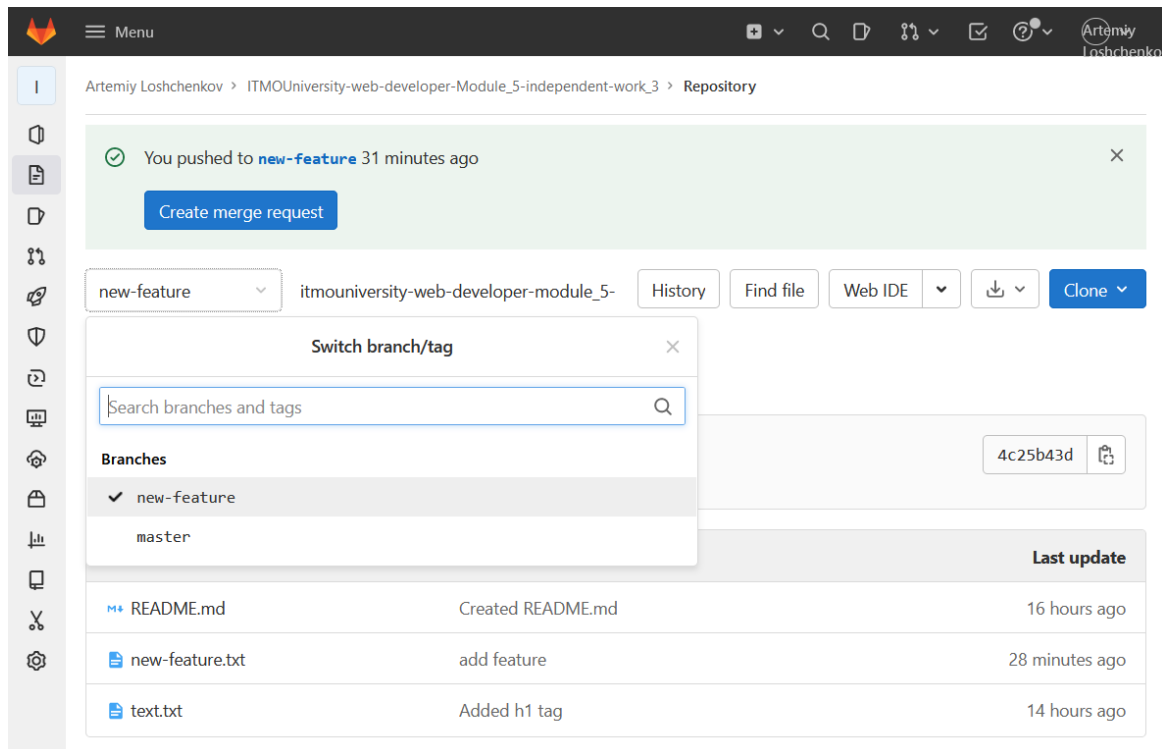 Menu
Artemiy
Loshchenko
I
Artemiy Loshchenkov > ITMOUniversity-web-developer-Module_5-independent-work_3 > Repository
You pushed to new-feature 31 minutes ago
Create merge request
new-feature
itmouniversity-web-developer-module_5-
History
Find file
Web IDE
Clone
Switch branch/tag
Search branches and tags
Branches
new-feature
master
4c25b43d
Last update
README.md Created README.md 16 hours ago
new-feature.txt add feature 28 minutes ago
text.txt Added h1 tag 14 hours ago